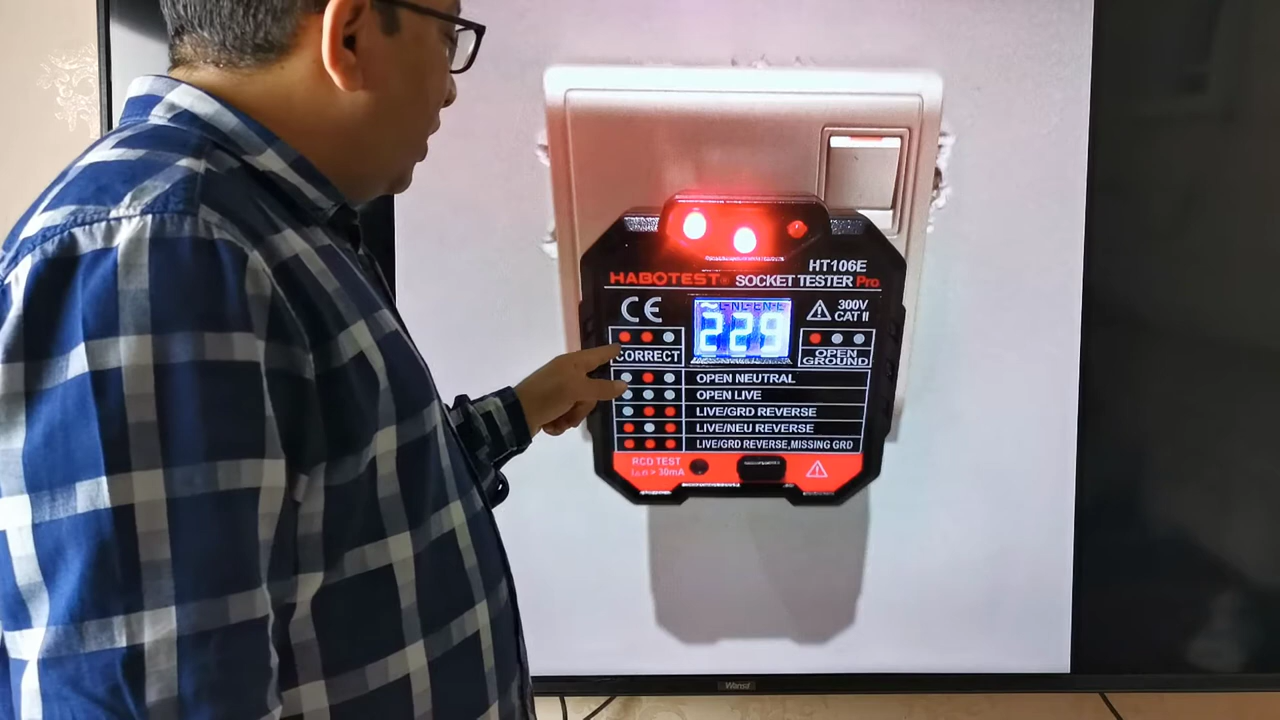 HT106E
HABOTEST® SOCKET TESTER Pro
CE
L-N L-E N-E
229
300V
CAT II
CORRECT
OPEN
GROUND
OPEN NEUTRAL
OPEN LIVE
LIVE/GRD REVERSE
LIVE/NEU REVERSE
LIVE/GRD REVERSE,MISSING GRD
RCD TEST
> 30mA
Wansa